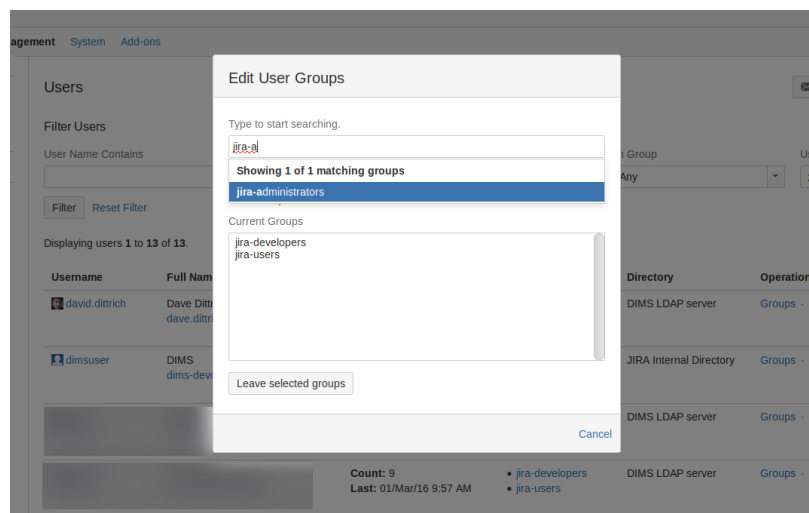 agement System Add-ons
Users
Filter Users
User Name Contains
Filter Reset Filter
Displaying users 1 to 13 of 13.
Edit User Groups
Type to start searching.
jira-a
Showing 1 of 1 matching groups
jira-administrators
Current Groups
jira-developers
jira-users
Leave selected groups
Cancel
Group
Any
Username Full Nam Directory Operation
david.dittrich Dave Dittr DIMS LDAP server Groups ·
dave.dittri
dimsuser DIMS JIRA Internal Directory Groups ·
dims-devo
DIMS LDAP server Groups ·
Count: 9 • jira-developers DIMS LDAP server Groups ·
Last: 01/Mar/16 9:57 AM • jira-users